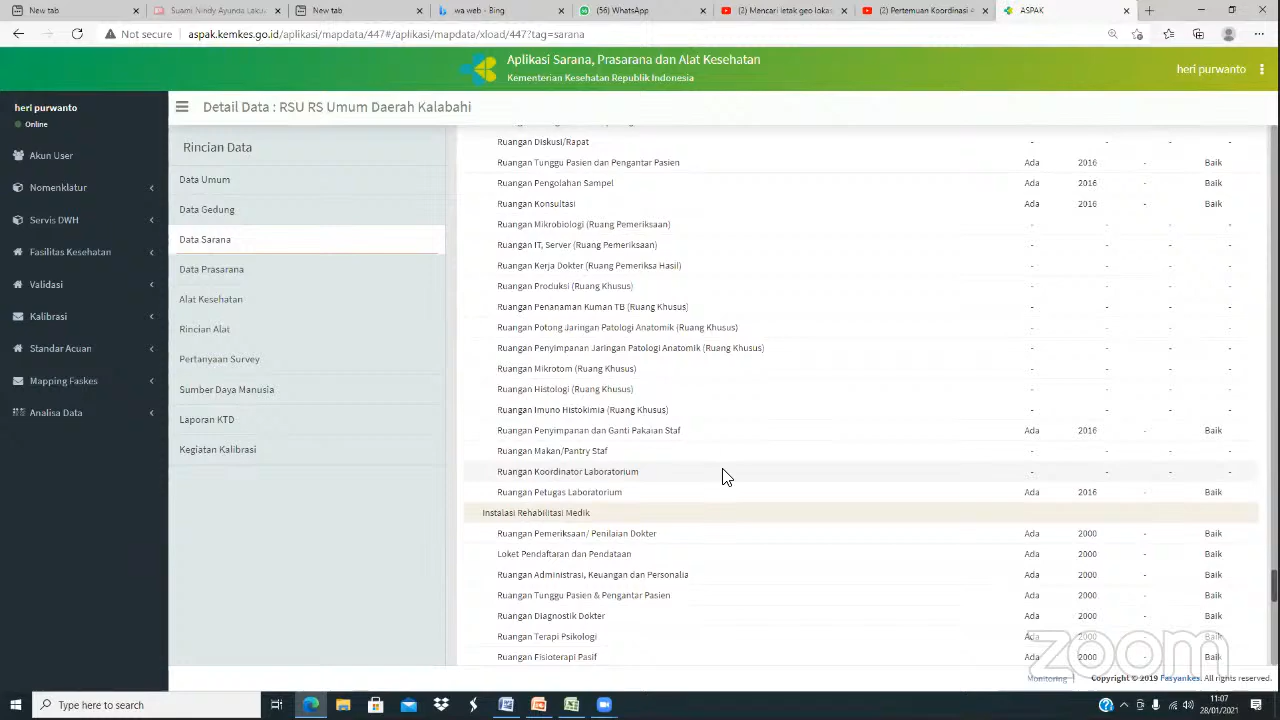 New tab
Suami Nindy Ayunda Laku
New tab
wa web - Bing
(56) WhatsApp
(2) Mencari letak geo lokas
(2) Pertemuan Koordinasi
ASPAK
Not secure
aspak.kemkes.go.id/aplikasi/mapdata/447#/aplikasi/mapdata/xload/447?tag=sarana
Aplikasi Sarana, Prasarana dan Alat Kesehatan
Kementerian Kesehatan Republik Indonesia
heri purwanto
heri purwanto
Online
Akun User
Nomenklatur
Servis DWH
Fasilitas Kesehatan
Validasi
Kalibrasi
Standar Acuan
Mapping Faskes
Analisa Data
Detail Data : RSU RS Umum Daerah Kalabahi
Rincian Data
Data Umum
Data Gedung
Data Sarana
Data Prasarana
Alat Kesehatan
Rincian Alat
Pertanyaan Survey
Sumber Daya Manusia
Laporan KTD
Kegiatan Kalibrasi
Ruangan Diskusi/Rapat - - - -
Ruangan Tunggu Pasien dan Pengantar Pasien Ada 2016 - Baik
Ruangan Pengolahan Sampel Ada 2016 - Baik
Ruangan Konsultasi Ada 2016 - Baik
Ruangan Mikrobiologi (Ruang Pemeriksaan) - - - -
Ruangan IT, Server (Ruang Pemeriksaan) - - - -
Ruangan Kerja Dokter (Ruang Pemeriksa Hasil) - - - -
Ruangan Produksi (Ruang Khusus) - - - -
Ruangan Penanaman Kuman TB (Ruang Khusus) - - - -
Ruangan Potong Jaringan Patologi Anatomik (Ruang Khusus) - - - -
Ruangan Penyimpanan Jaringan Patologi Anatomik (Ruang Khusus) - - - -
Ruangan Mikrotom (Ruang Khusus) - - - -
Ruangan Histologi (Ruang Khusus) - - - -
Ruangan Imuno Histokimia (Ruang Khusus) - - - -
Ruangan Penyimpanan dan Ganti Pakaian Staf Ada 2016 - Baik
Ruangan Makan/Pantry Staf - - - -
Ruangan Koordinator Laboratorium - - - -
Ruangan Petugas Laboratorium Ada 2016 - Baik
Instalasi Rehabilitasi Medik
Ruangan Pemeriksaan/ Penilaian Dokter Ada 2000 - Baik
Loket Pendaftaran dan Pendataan Ada 2000 - Baik
Ruangan Administrasi, Keuangan dan Personalia Ada 2000 - Baik
Ruangan Tunggu Pasien & Pengantar Pasien Ada 2000 - Baik
Ruangan Diagnostik Dokter Ada 2000 - Baik
Ruangan Terapi Psikologi Ada 2000 - Baik
Ruangan Fisioterapi Pasif Ada 2000 - Baik
zoom
Monitoring | Copyright © 2019 Fasyankes. All rights reserved.
Type here to search
11:07
28/01/2021